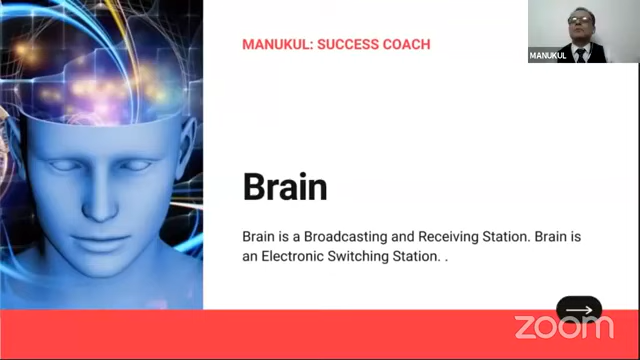 MANUKUL: SUCCESS COACH
MANUKUL
Brain
Brain is a Broadcasting and Receiving Station. Brain is
an Electronic Switching Station. .
zoom